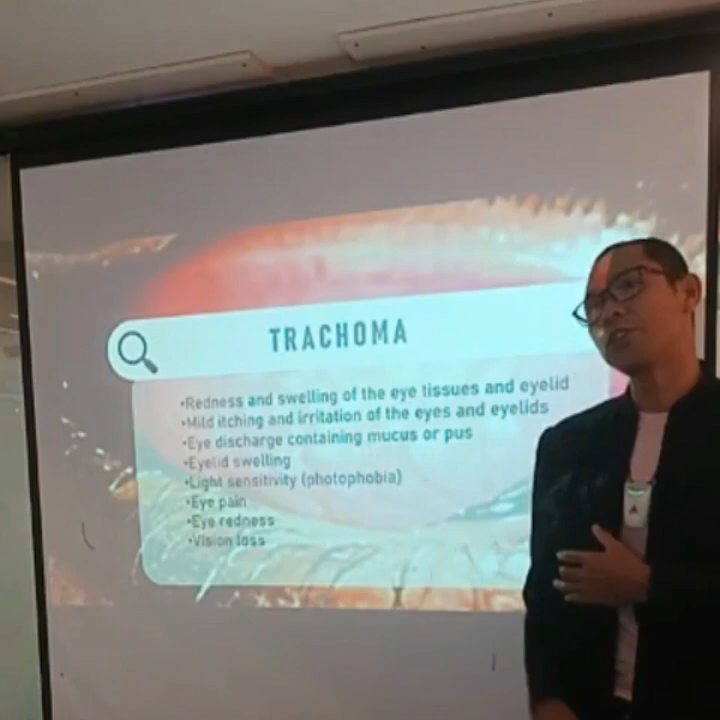 TRACHOMA
•Redness and swelling of the eye tissues and eyelid
•Mild itching and irritation of the eyes and eyelids
•Eye discharge containing mucus or pus
•Eyelid swelling
•Light sensitivity (photophobia)
•Eye pain
•Eye redness
•Vision loss